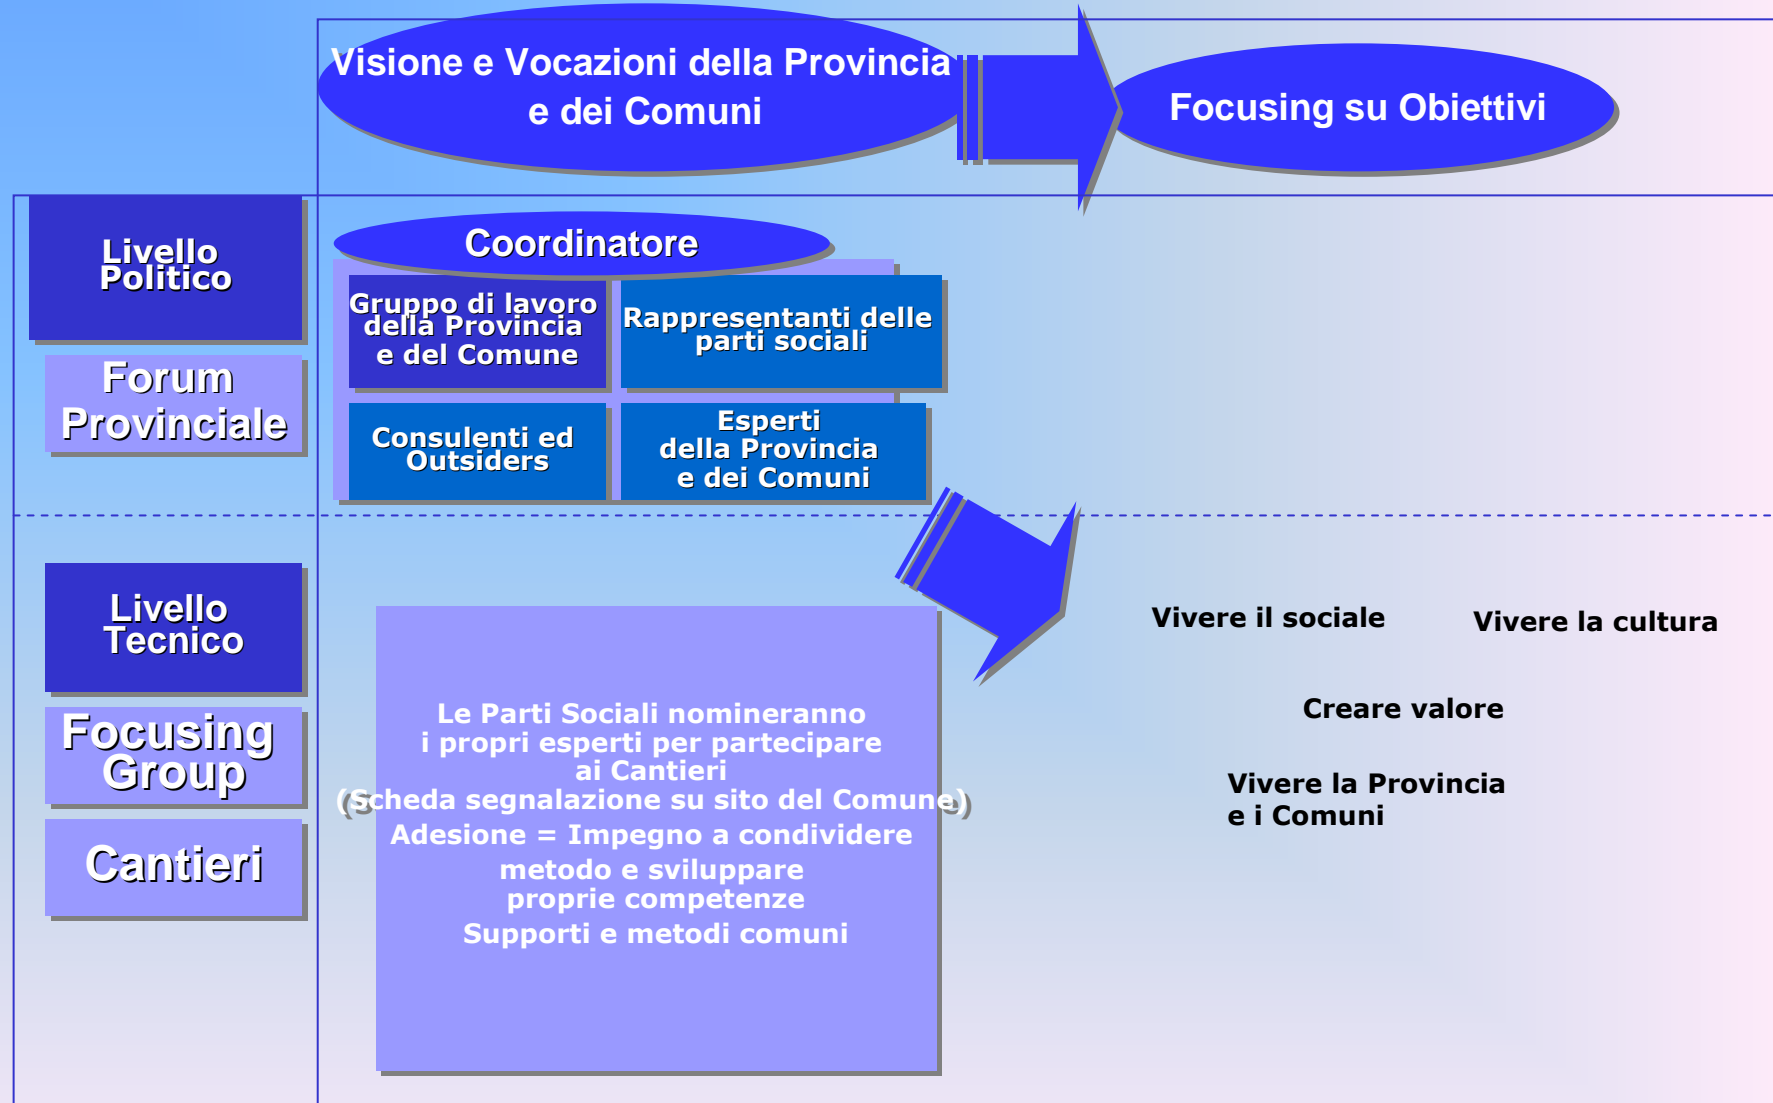 Visione e Vocazioni della Provincia
e dei Comuni
Focusing su Obiettivi
Livello
Politico
Forum
Provinciale
Coordinatore
Gruppo di lavoro
della Provincia
e del Comune
Rappresentanti delle
parti sociali
Consulenti ed
Outsiders
Esperti
della Provincia
e dei Comuni
Livello
Tecnico
Focusing
Group
Cantieri
Le Parti Sociali nomineranno
i propri esperti per partecipare
ai Cantieri
(Scheda segnalazione su sito del Comune)
Adesione = Impegno a condividere
metodo e sviluppare
proprie competenze
Supporti e metodi comuni
Vivere il sociale
Vivere la cultura
Creare valore
Vivere la Provincia
e i Comuni